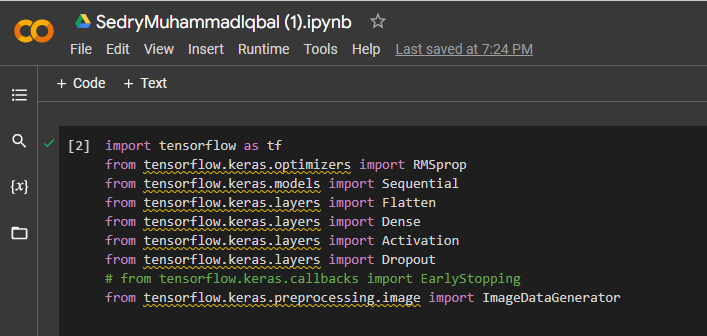 SedryMuhammadIqbal (1).ipynb
File Edit View Insert Runtime Tools Help Last saved at 7:24 PM
+ Code + Text
{x}
[2] import tensorflow as tf
from tensorflow.keras.optimizers import RMSprop
from tensorflow.keras.models import Sequential
from tensorflow.keras.layers import Flatten
from tensorflow.keras.layers import Dense
from tensorflow.keras.layers import Activation
from tensorflow.keras.layers import Dropout
# from tensorflow.keras.callbacks import EarlyStopping
from tensorflow.keras.preprocessing.image import ImageDataGenerator